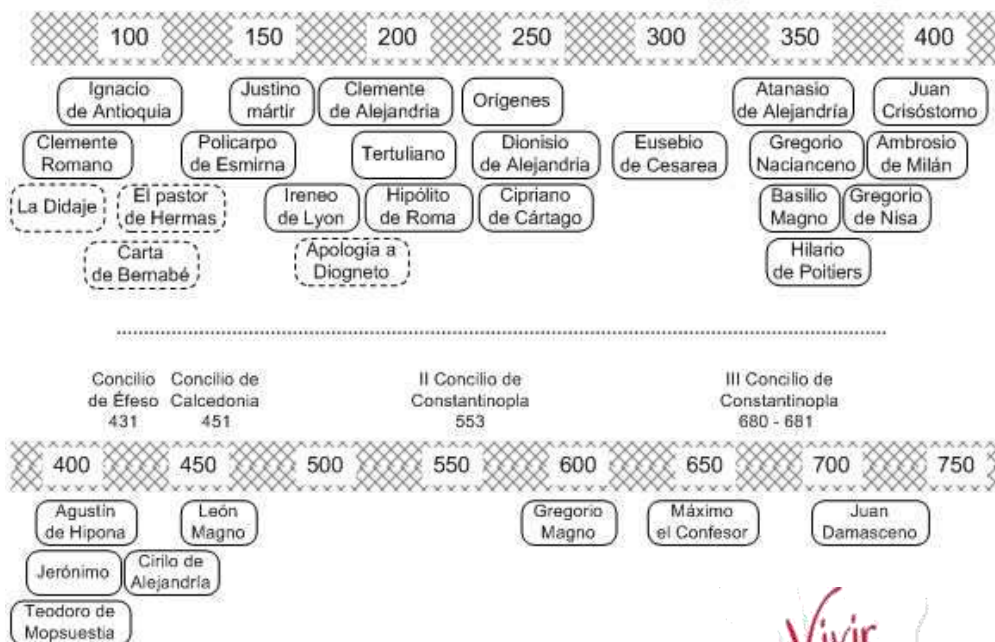 100 150 200 250 300 350 400
Ignacio
de Antioquia
Justino
mártir
Clemente
de Alejandria
Orígenes
Atanasio
de Alejandría
Juan
Crisóstomo
Clemente
Romano
Policarpo
de Esmirna
Tertuliano
Dionisio
de Alejandria
Eusebio
de Cesarea
Gregorio
Nacianceno
Ambrosio
de Milán
La Didaje
El pastor
de Hermas
Ireneo
de Lyon
Hipólito
de Roma
Cipriano
de Cártago
Basilio
Magno
Gregorio
de Nisa
Carta
de Bernabé
Apologia a
Diogneto
Hilario
de Poitiers
Concilio
de Éfeso
431
Concilio de
Calcedonia
451
II Concilio de
Constantinopla
553
III Concilio de
Constantinopla
680 - 681
400 450 500 550 600 650 700 750
Agustín
de Hipona
León
Magno
Gregorio
Magno
Máximo
el Confesor
Juan
Damasceno
Jerónimo
Cirilo de
Alejandría
Teodoro de
Mopsuestia
Vivir